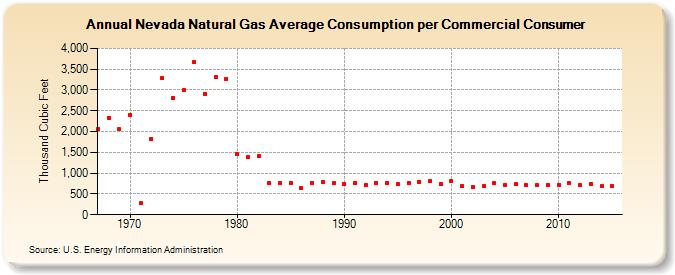 Annual Nevada Natural Gas Average Consumption per Commercial Consumer
Thousand Cubic Feet
4,000
3,500
3,000
2,500
2,000
1,500
1,000
500
0
1970 1980 1990 2000 2010
Source: U.S. Energy Information Administration